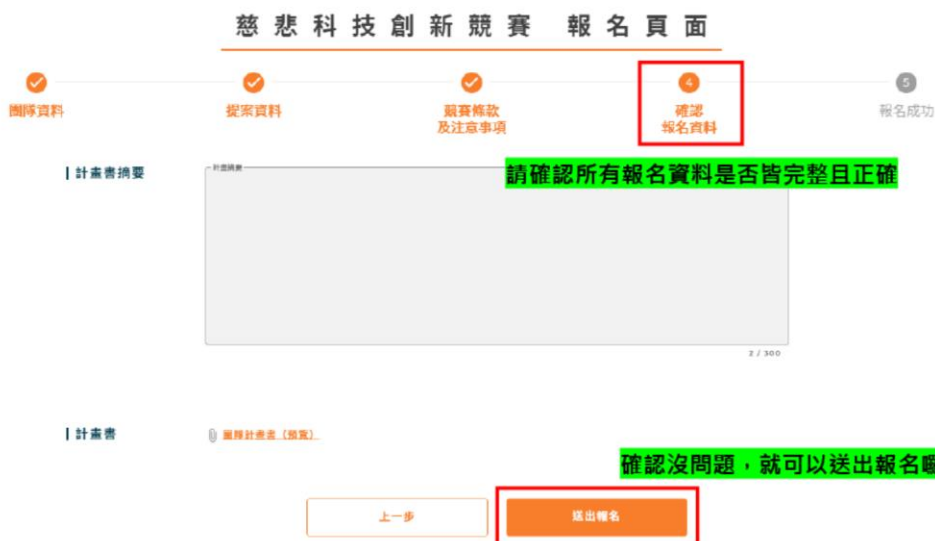 慈悲科技創新競賽 報名頁面
4
5
團隊資料
提案資料
競賽條款
及注意事項
確認
報名資料
報名成功
計畫書摘要
計畫摘要
請確認所有報名資料是否皆完整且正確
2 / 300
計畫書
團隊計畫書（預覽）
確認沒問題，就可以送出報名囉
上一步
送出報名